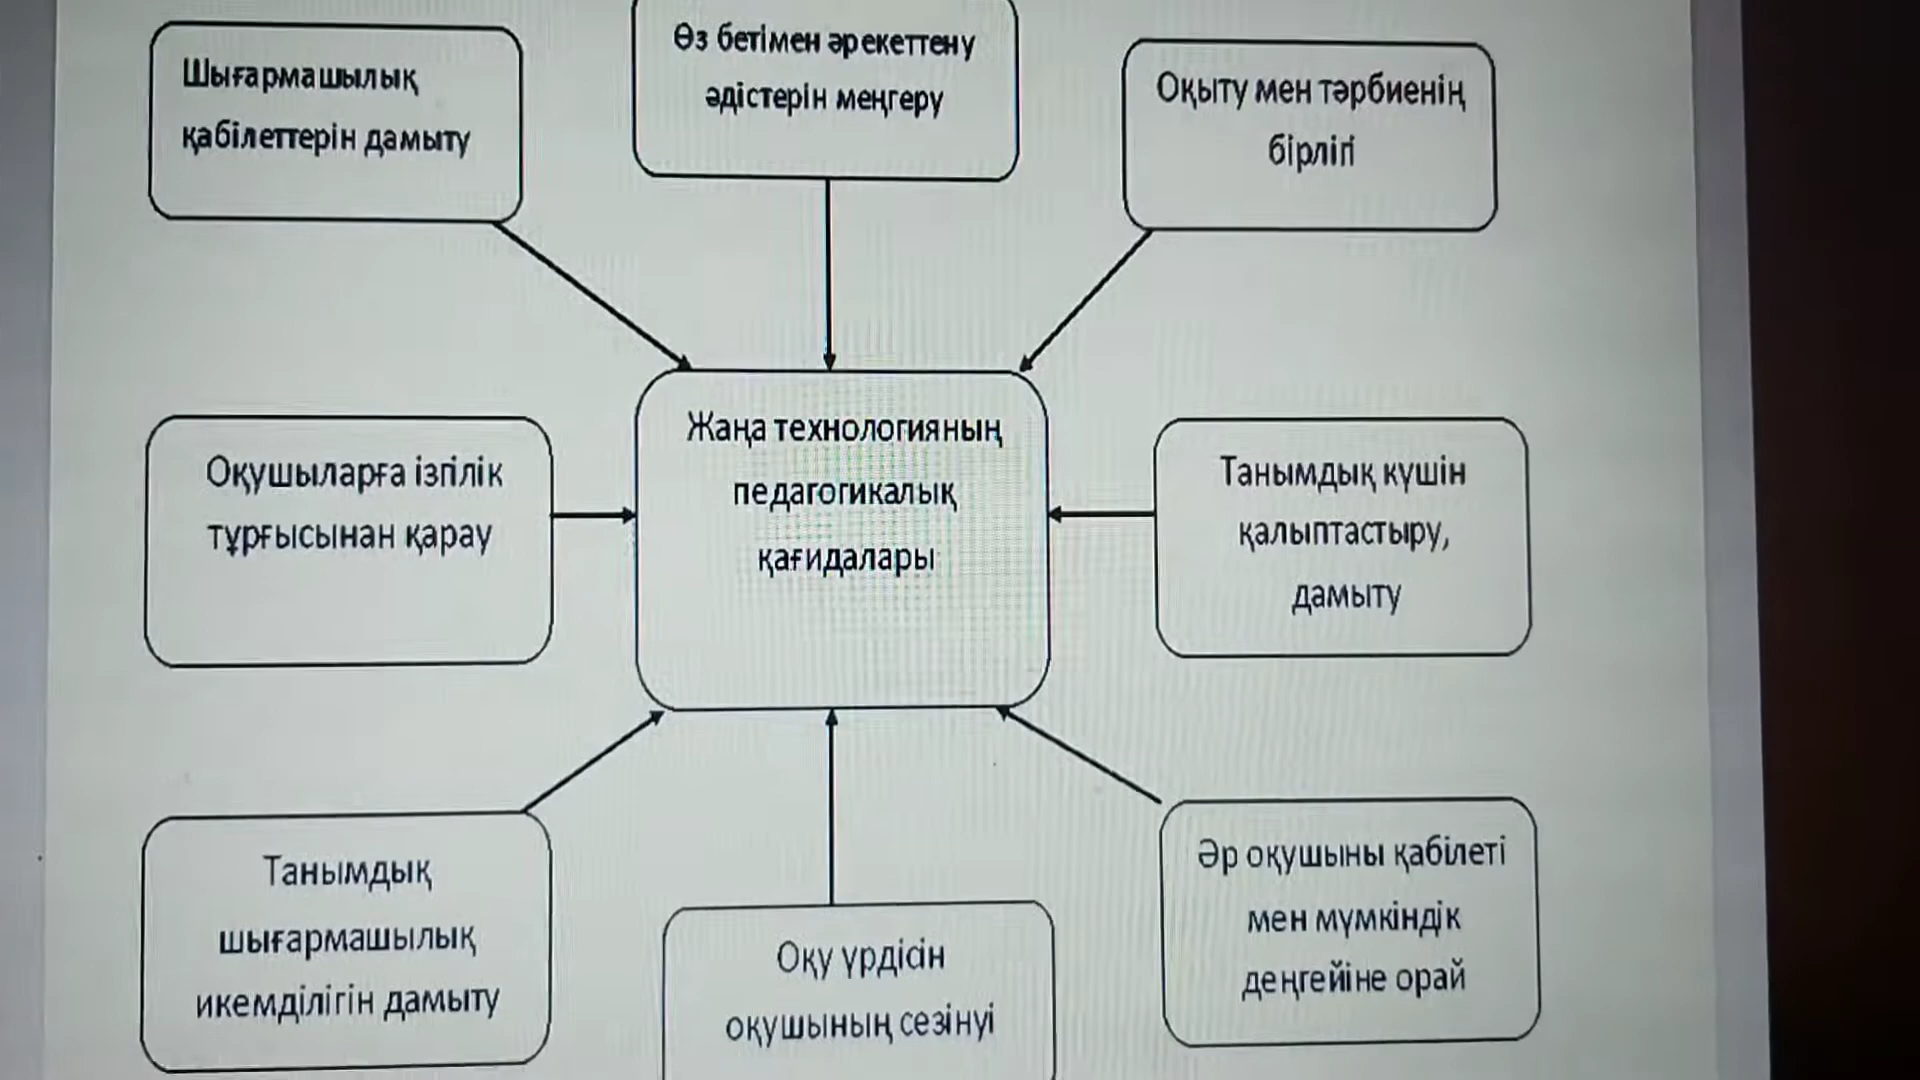 Шығармашылық
қабілеттерін дамыту
Өз бетімен әрекеттену
әдістерін меңгеру
Оқыту мен тәрбиенің
бірлігі
Оқушыларға ізгілік
тұрғысынан қарау
Жаңа технологияның
педагогикалық
қағидалары
Танымдық күшін
қалыптастыру,
дамыту
Танымдық
шығармашылық
икемділігін дамыту
Оқу үрдісін
оқушының сезінуі
Әр оқушыны қабілеті
мен мүмкіндік
деңгейіне орай